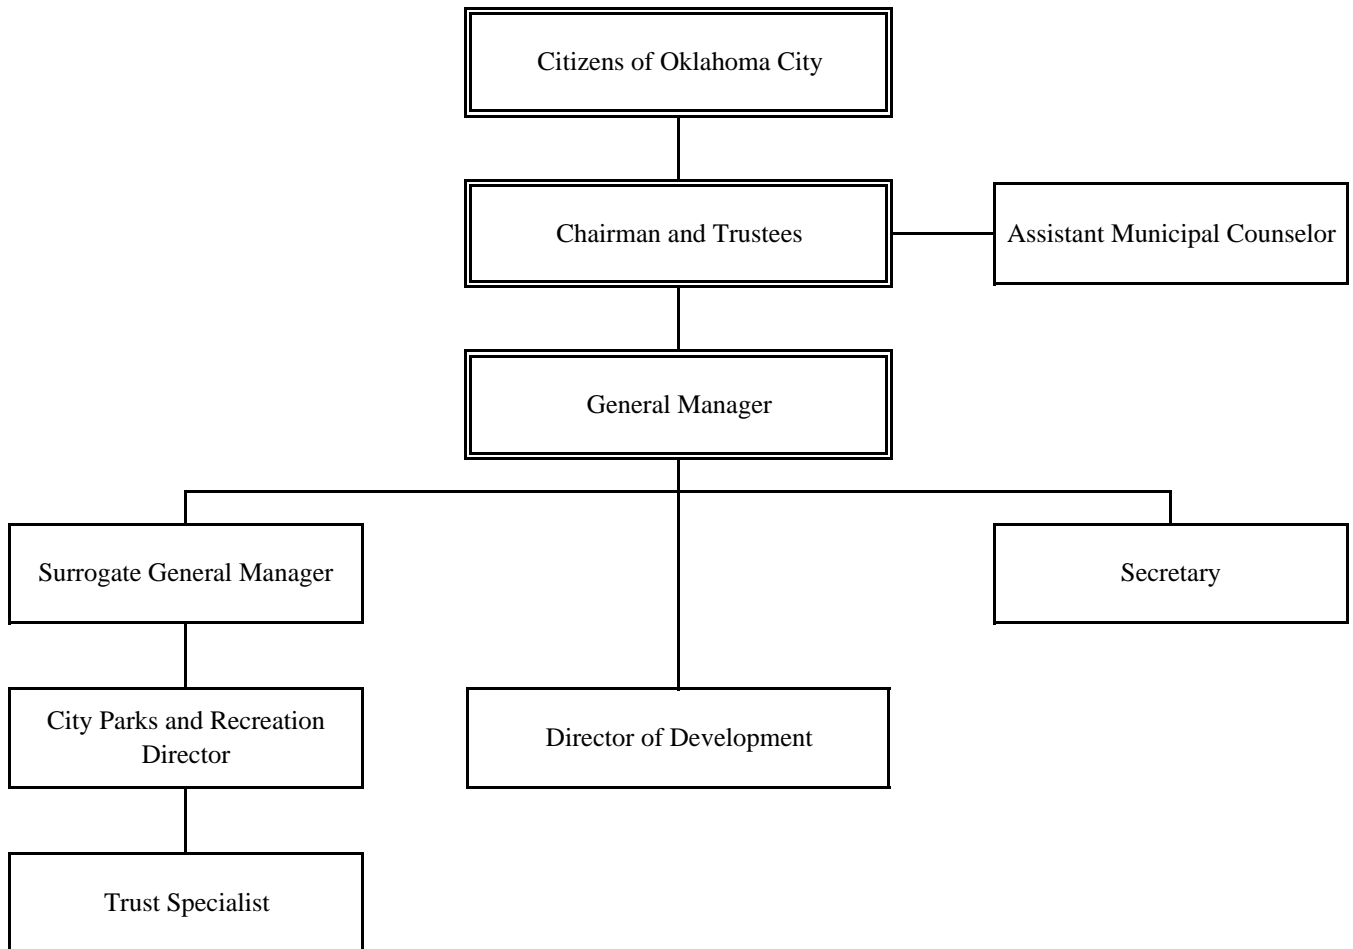 Citizens of Oklahoma City
Chairman and Trustees
Assistant Municipal Counselor
General Manager
Surrogate General Manager
Secretary
City Parks and Recreation
Director
Director of Development
Trust Specialist